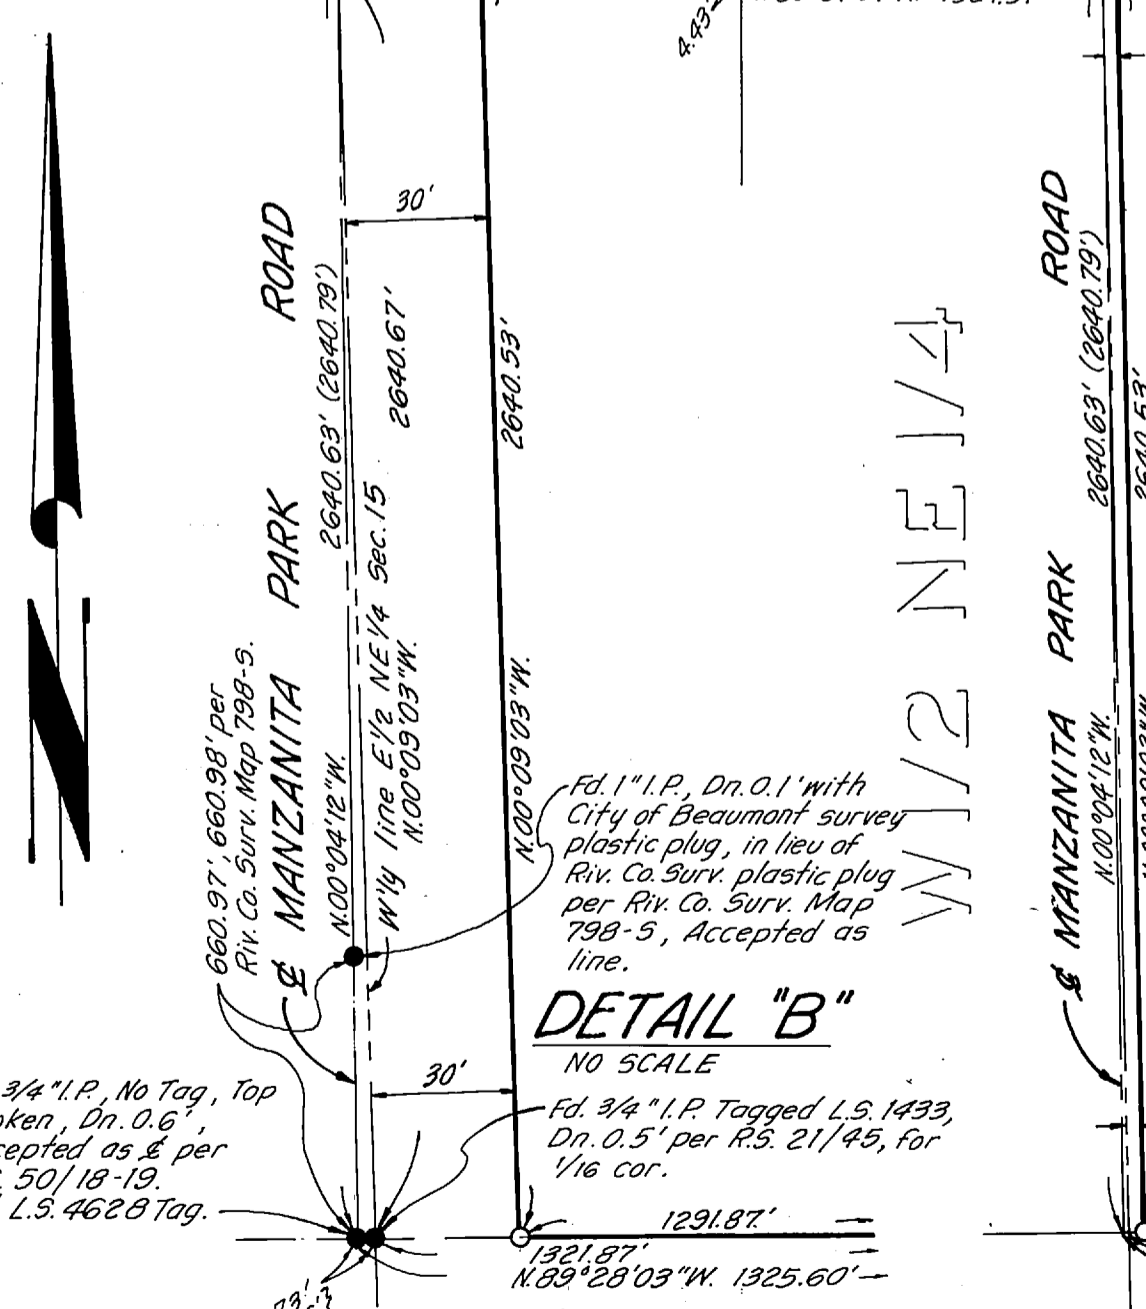 30'
ROAD
2640.63' (2640.79')
2640.67'
2640.53'
℄ MANZANITA PARK
N.00°04'12"W.
W'ly line E1/2 NE1/4 Sec.15
N.00°09'03"W.
N.00°09'03"W.
660.97', 660.98' per
Riv. Co. Surv. Map 798-S.
W 1/2 NE 1/4
N
Fd. 1" I.P., Dn. 0.1' with
City of Beaumont survey
plastic plug, in lieu of
Riv. Co. Surv. plastic plug
per Riv. Co. Surv. Map
798-S, Accepted as
line.
DETAIL "B"
NO SCALE
30'
Fd. 3/4" I.P. Tagged L.S. 1433,
Dn. 0.5' per R.S. 21/45, for
1/16 cor.
3/4" I.P., No Tag, Top
Dn. 0.6',
as ℄ per
50/18-19.
L.S. 4628 Tag.
1291.87'
1321.87'
N.89°28'03"W. 1325.60'
ROAD
2640.63' (2640.79')
2640.53'
℄ MANZANITA PARK
N.00°04'12"W.